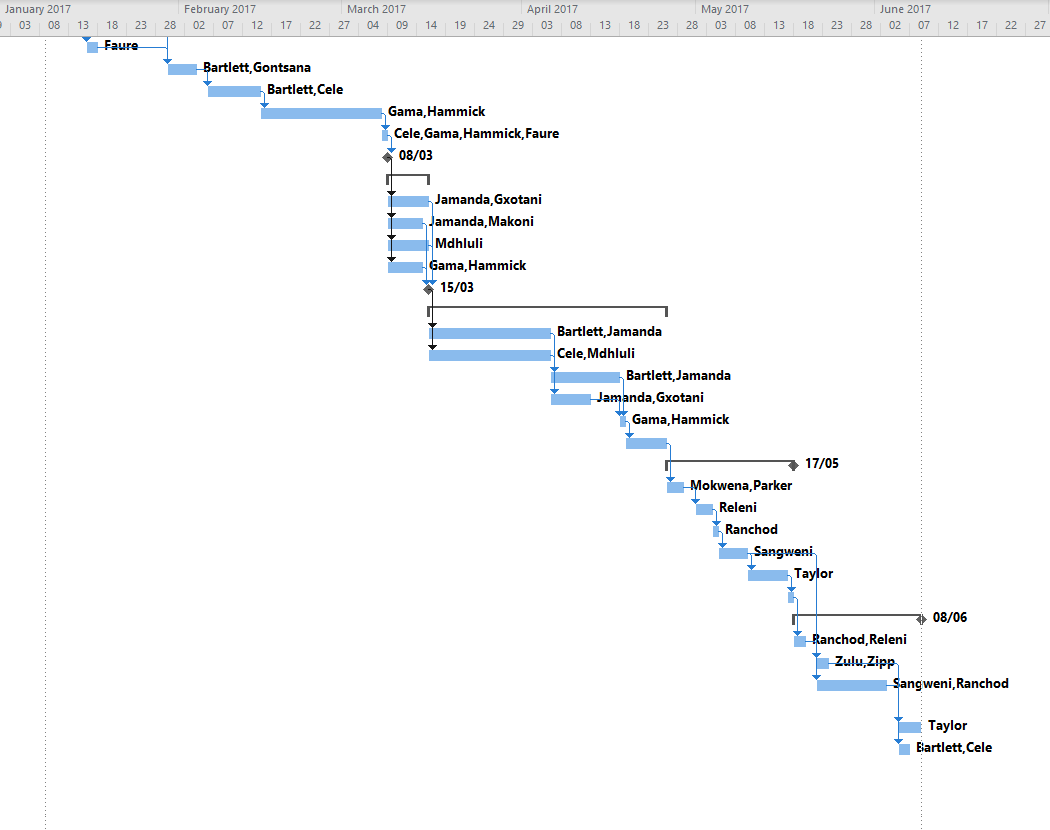 January 2017 February 2017 March 2017 April 2017 May 2017 June 2017
03 08 13 18 23 28 02 07 12 17 22 27 04 09 14 19 24 29 03 08 13 18 23 28 03 08 13 18 23 28 02 07 12 17 22 27
Faure
Bartlett,Gontsana
Bartlett,Cele
Gama,Hammick
Cele,Gama,Hammick,Faure
08/03
Jamanda,Gxotani
Jamanda,Makoni
Mdhluli
Gama,Hammick
15/03
Bartlett,Jamanda
Cele,Mdhluli
Bartlett,Jamanda
Jamanda,Gxotani
Gama,Hammick
17/05
Mokwena,Parker
Releni
Ranchod
Sangweni
Taylor
08/06
Ranchod,Releni
Zulu,Zipp
Sangweni,Ranchod
Taylor
Bartlett,Cele